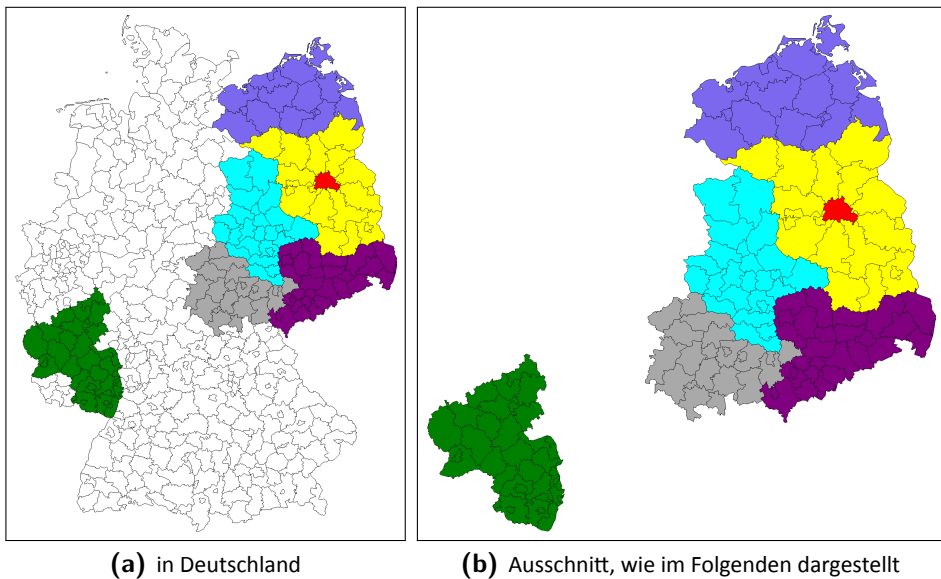 (a) in Deutschland
(b) Ausschnitt, wie im Folgenden dargestellt